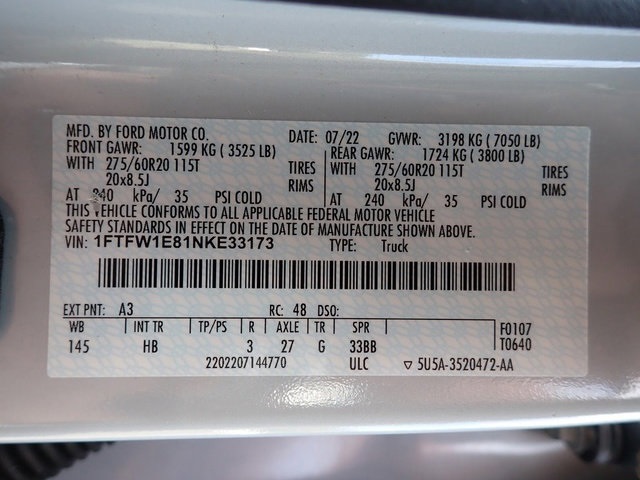 MFD. BY FORD MOTOR CO. DATE: 07/22 GVWR: 3198 KG ( 7050 LB)
FRONT GAWR: 1599 KG ( 3525 LB) REAR GAWR: 1724 KG ( 3800 LB)
WITH 275/60R20 115T TIRES WITH 275/60R20 115T TIRES
20x8.5J RIMS 20x8.5J RIMS
AT 240 kPa/ 35 PSI COLD AT 240 kPa/ 35 PSI COLD
THIS VEHICLE CONFORMS TO ALL APPLICABLE FEDERAL MOTOR VEHICLE
SAFETY STANDARDS IN EFFECT ON THE DATE OF MANUFACTURE SHOWN ABOVE.
VIN: 1FTFW1E81NKE33173 TYPE: Truck
EXT PNT: A3 RC: 48 DSO:
WB INT TR TP/PS R AXLE TR SPR F0107
145 HB 3 27 G 33BB T0640
2202207144770 ULC ▽ 5U5A-3520472-AA